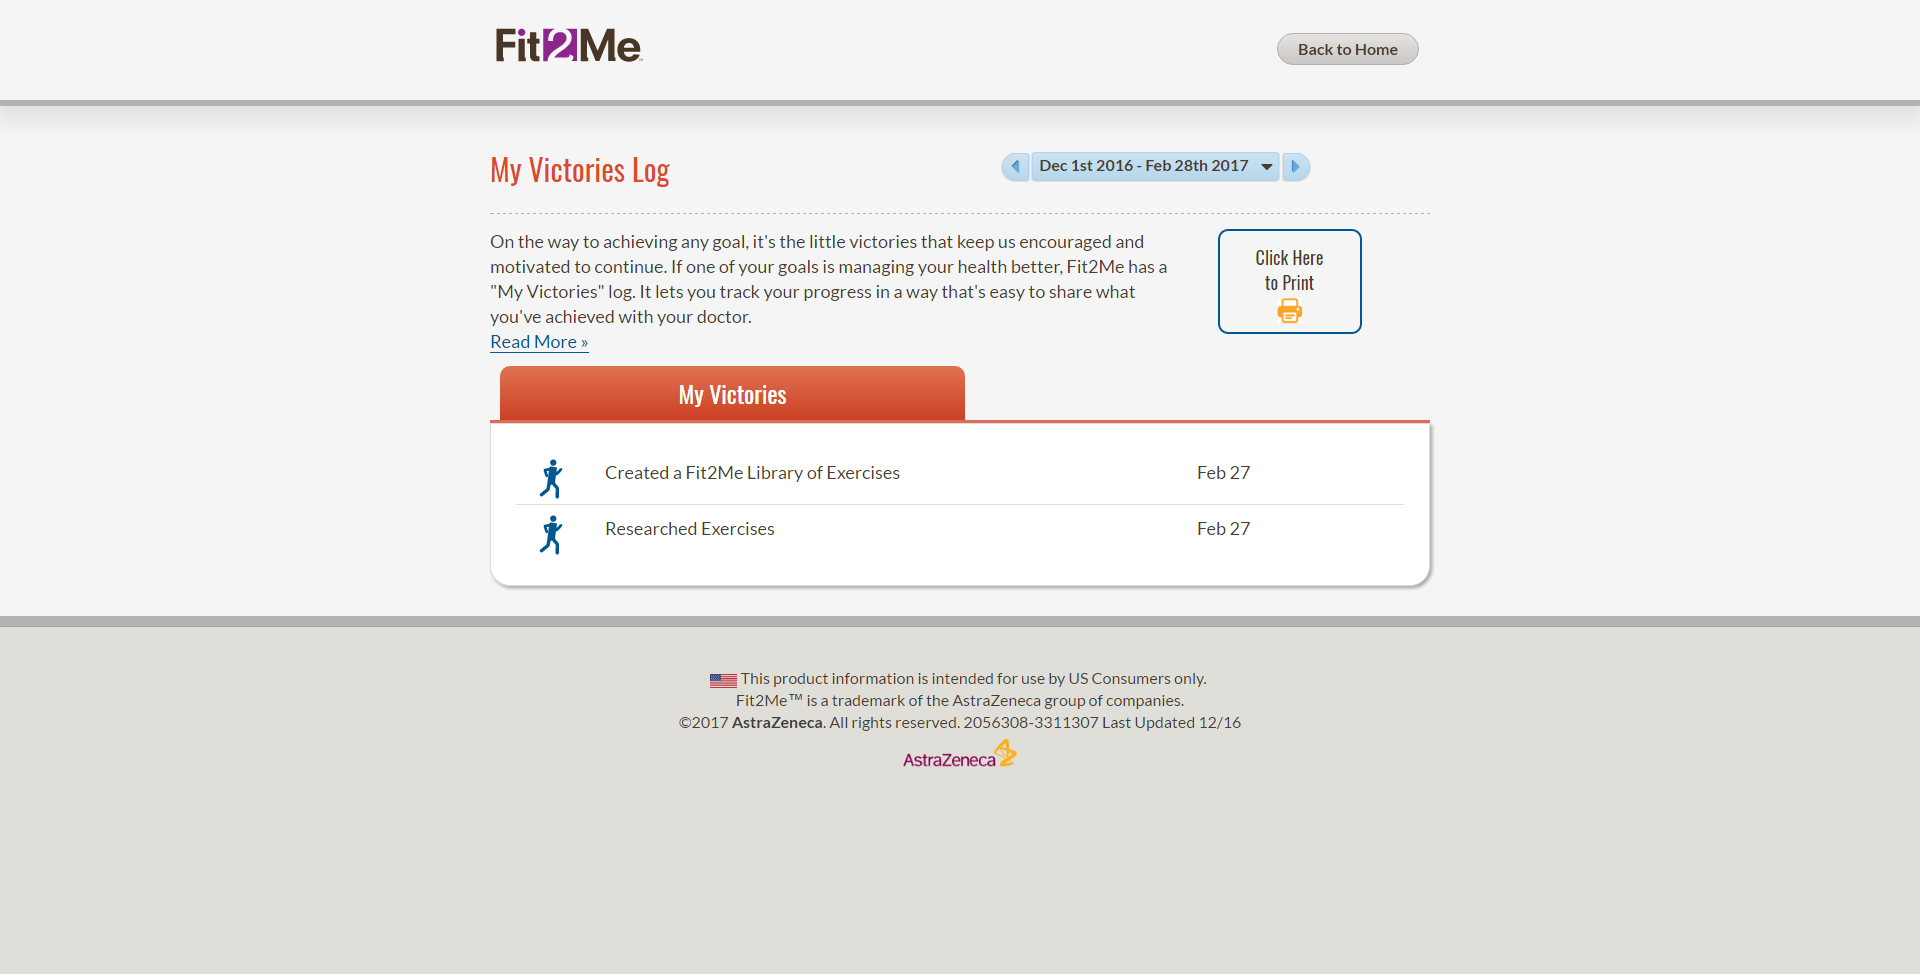 Fit2Me™
Back to Home
My Victories Log
Dec 1st 2016 - Feb 28th 2017
On the way to achieving any goal, it's the little victories that keep us encouraged and
motivated to continue. If one of your goals is managing your health better, Fit2Me has a
"My Victories" log. It lets you track your progress in a way that's easy to share what
you've achieved with your doctor.
Read More »
Click Here
to Print
My Victories
Created a Fit2Me Library of Exercises Feb 27
Researched Exercises Feb 27
This product information is intended for use by US Consumers only.
Fit2Me™ is a trademark of the AstraZeneca group of companies.
©2017 AstraZeneca. All rights reserved. 2056308-3311307 Last Updated 12/16
AstraZeneca